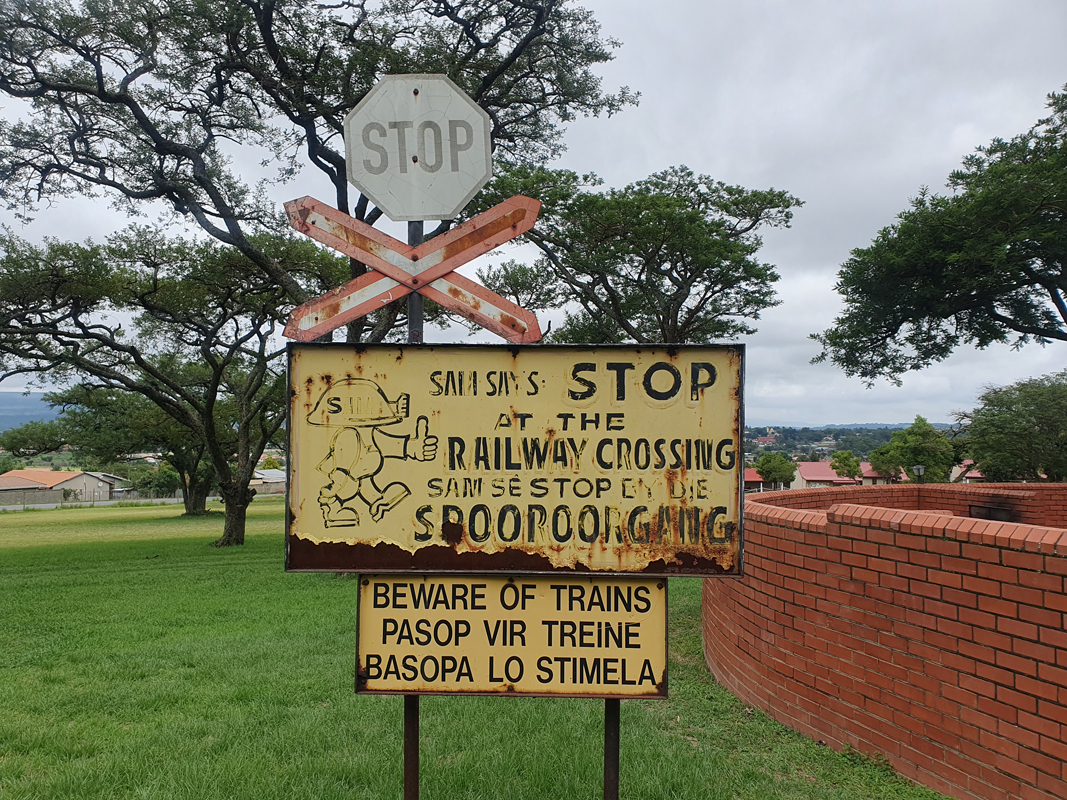 STOP
S
SAM SAYS STOP
AT THE
RAILWAY CROSSING
SAM SÊ STOP BY DIE
SPOOROORGANG
BEWARE OF TRAINS
PASOP VIR TREINE
BASOPA LO STIMELA